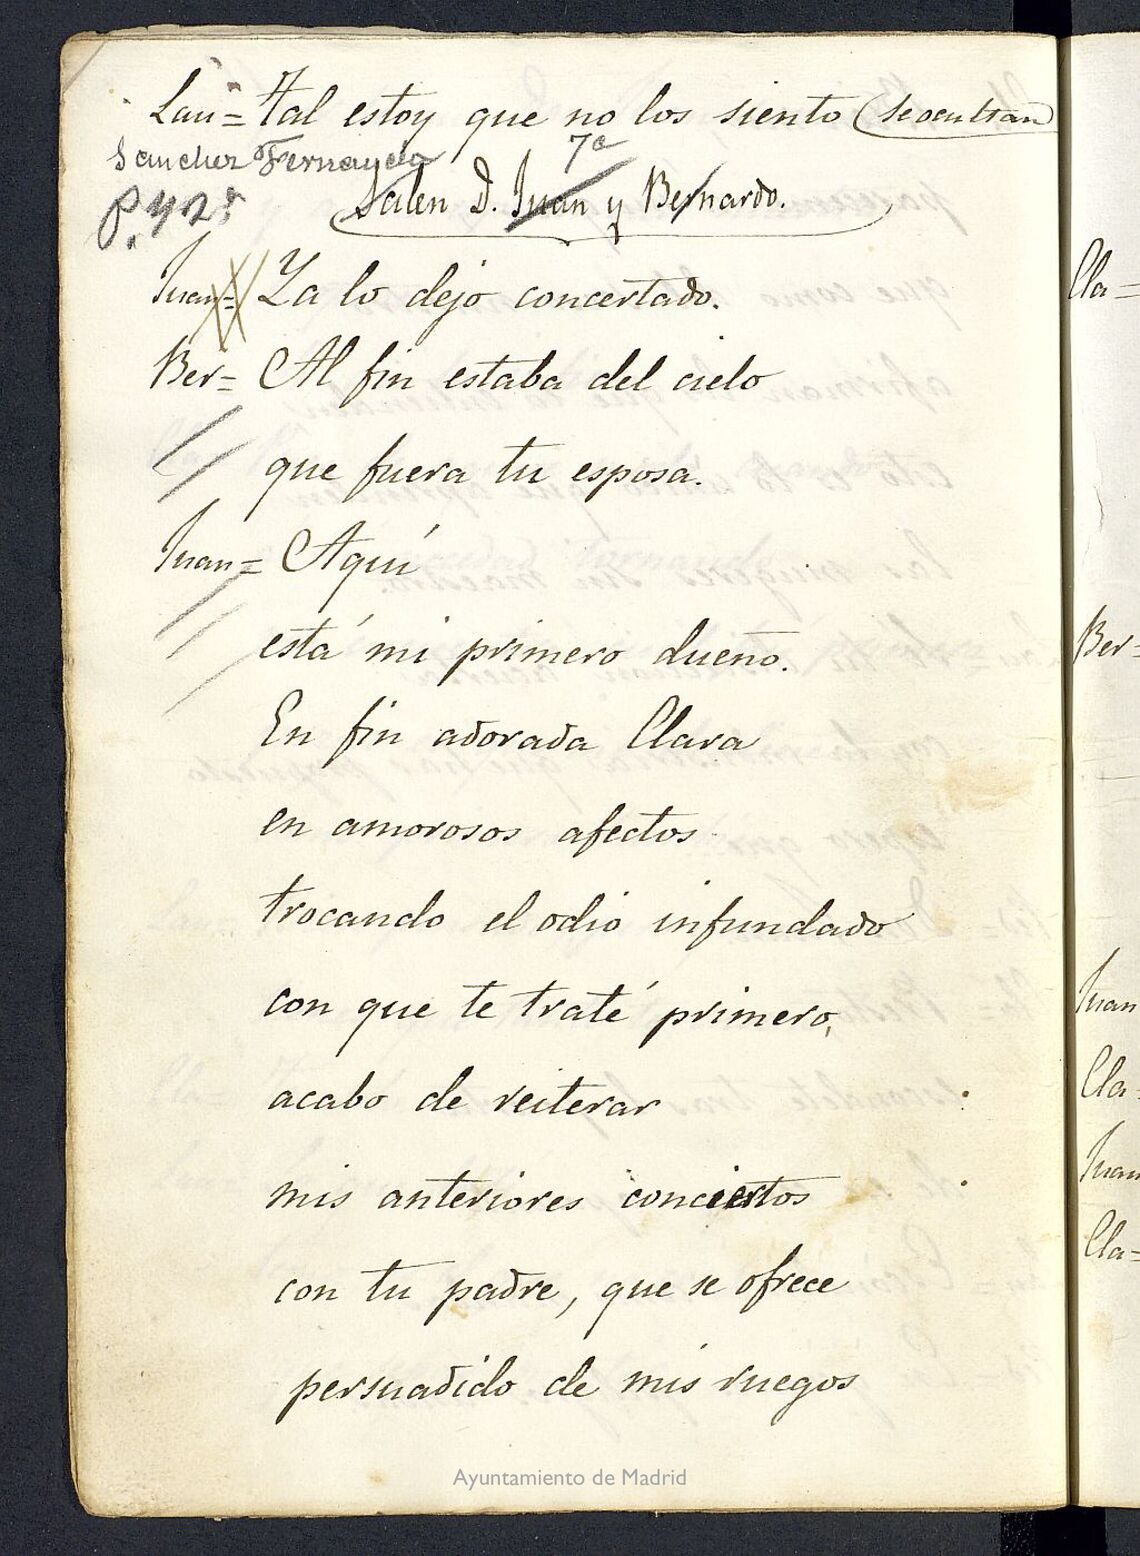 Lau= Tal estoy que no los siento (se ocultan)
Sanchez Fernando
7ª
Salen D. Juan y Bernardo.
Juan= Ya lo dejo concertado.
Ber= Al fin estaba del cielo
que fuera tu esposa.
Juan= Aquí
está mi primero dueño.
En fin adorada Clara
en amorosos afectos
trocando el odio infundado
con que te traté primero,
acabo de reiterar
mis anteriores conciertos
con tu padre, que se ofrece
persuadido de mis ruegos
Cla=
Ber=
Juan
Cla=
Juan
Cla=
Ayuntamiento de Madrid